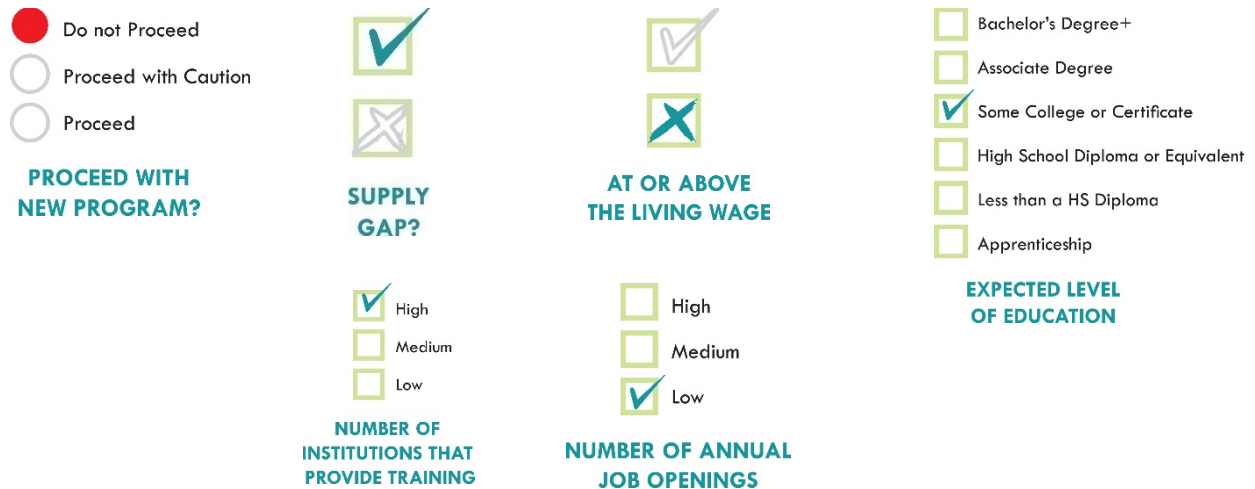 Do not Proceed
Proceed with Caution
Proceed
PROCEED WITH
NEW PROGRAM?
SUPPLY
GAP?
AT OR ABOVE
THE LIVING WAGE
Bachelor's Degree+
Associate Degree
Some College or Certificate
High School Diploma or Equivalent
Less than a HS Diploma
Apprenticeship
EXPECTED LEVEL
OF EDUCATION
High
Medium
Low
NUMBER OF
INSTITUTIONS THAT
PROVIDE TRAINING
High
Medium
Low
NUMBER OF ANNUAL
JOB OPENINGS